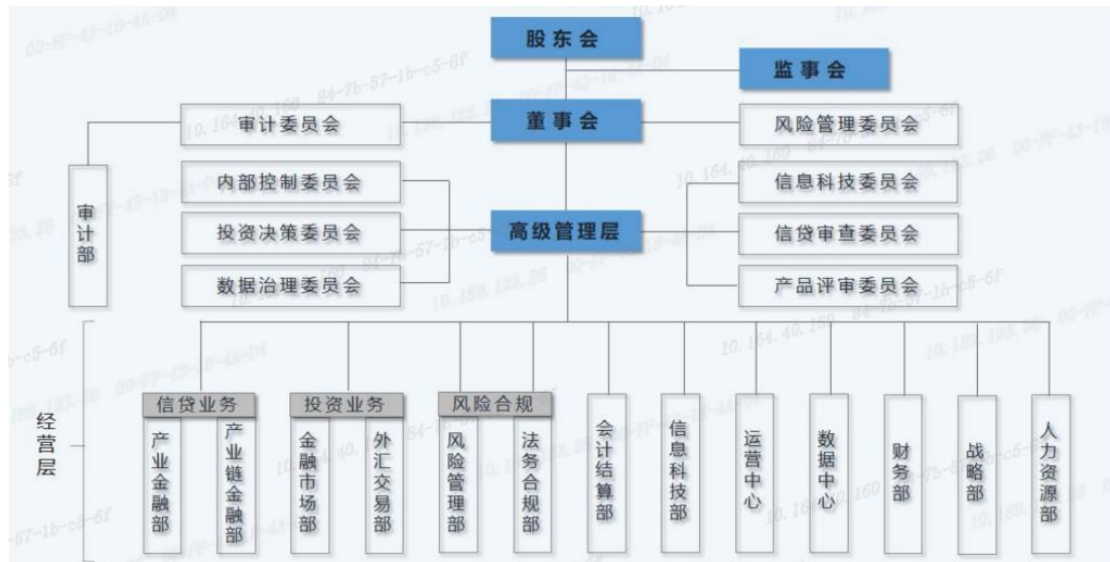 股东会
监事会
审计委员会
董事会
风险管理委员会
内部控制委员会
信息科技委员会
审计部
投资决策委员会
高级管理层
信贷审查委员会
数据治理委员会
产品评审委员会
经营层
信贷业务
投资业务
风险合规
产业金融部
产业链金融部
金融市场部
外汇交易部
风险管理部
法务合规部
会计结算部
信息科技部
运营中心
数据中心
财务部
战略部
人力资源部